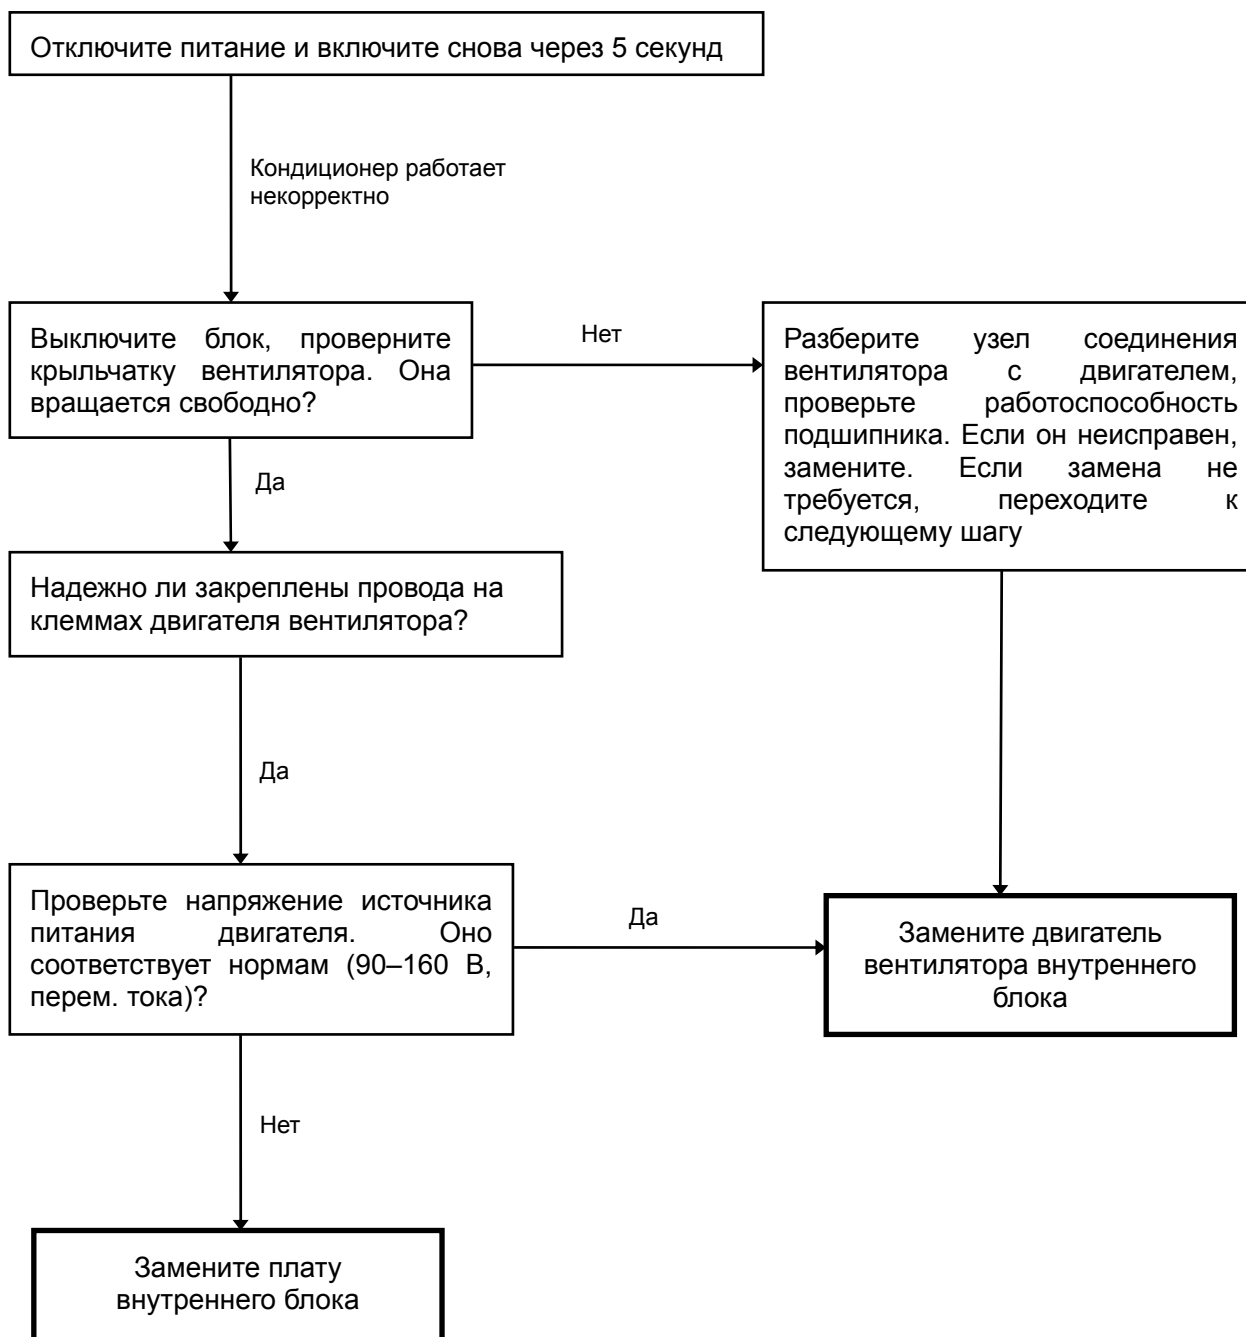 Отключите питание и включите снова через 5 секунд
Кондиционер работает
некорректно
Выключите блок, проверните
крыльчатку вентилятора. Она
вращается свободно?
Нет
Разберите узел соединения
вентилятора с двигателем,
проверьте работоспособность
подшипника. Если он неисправен,
замените. Если замена не
требуется, переходите к
следующему шагу
Да
Надежно ли закреплены провода на
клеммах двигателя вентилятора?
Да
Проверьте напряжение источника
питания двигателя. Оно
соответствует нормам (90–160 В,
перем. тока)?
Да
Замените двигатель
вентилятора внутреннего
блока
Нет
Замените плату
внутреннего блока